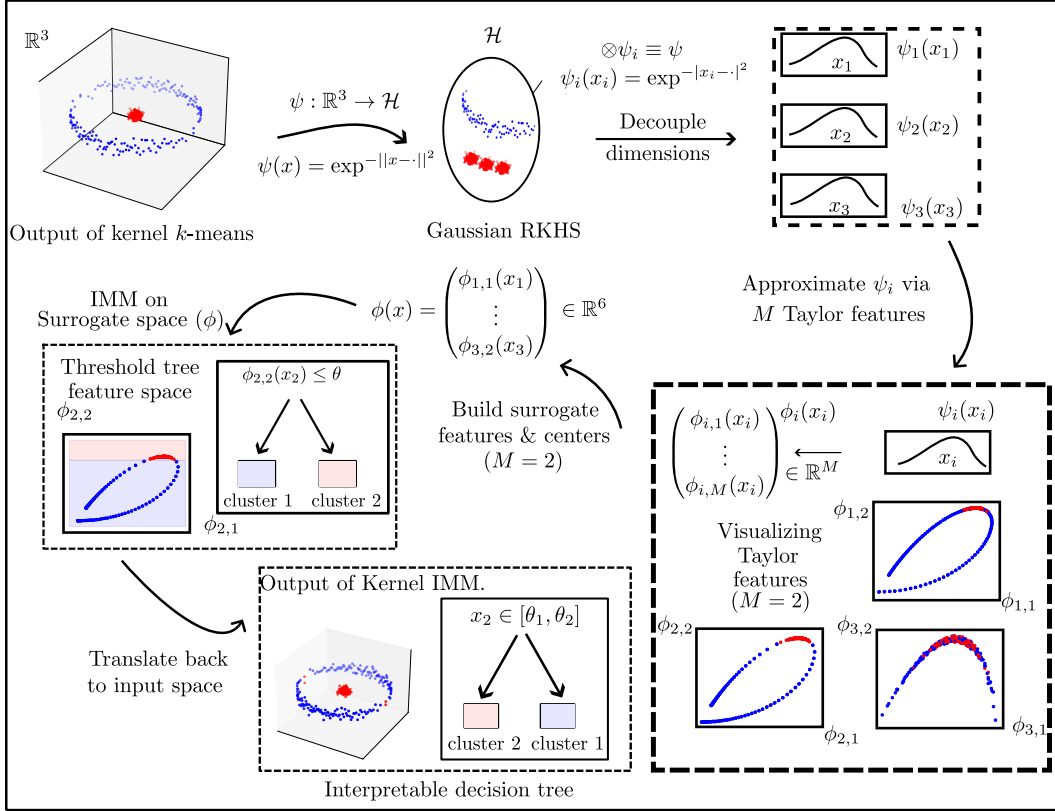 ℝ³
Output of kernel k-means
ψ : ℝ³ → ℋ
ψ(x) = exp^{-||x-·||²}
ℋ
Gaussian RKHS
⊗ψ_i ≡ ψ
ψ_i(x_i) = exp^{-|x_i-·|²}
Decouple
dimensions
x_1
ψ_1(x_1)
x_2
ψ_2(x_2)
x_3
ψ_3(x_3)
Approximate ψ_i via
M Taylor features
ψ_i(x_i)
x_i
ϕ_i(x_i)
∈ ℝ^M
ϕ_{i,1}(x_i)
⋮
ϕ_{i,M}(x_i)
Visualizing
Taylor
features
(M = 2)
ϕ_{1,2}
ϕ_{1,1}
ϕ_{2,2}
ϕ_{2,1}
ϕ_{3,2}
ϕ_{3,1}
Build surrogate
features & centers
(M = 2)
ϕ_{1,1}(x_1)
ϕ(x) = ⋮ ∈ ℝ⁶
ϕ_{3,2}(x_3)
IMM on
Surrogate space (ϕ)
Threshold tree
feature space
ϕ_{2,2}
ϕ_{2,1}
ϕ_{2,2}(x_2) ≤ θ
cluster 1 cluster 2
Translate back
to input space
Output of Kernel IMM.
x_2 ∈ [θ_1, θ_2]
cluster 2 cluster 1
Interpretable decision tree